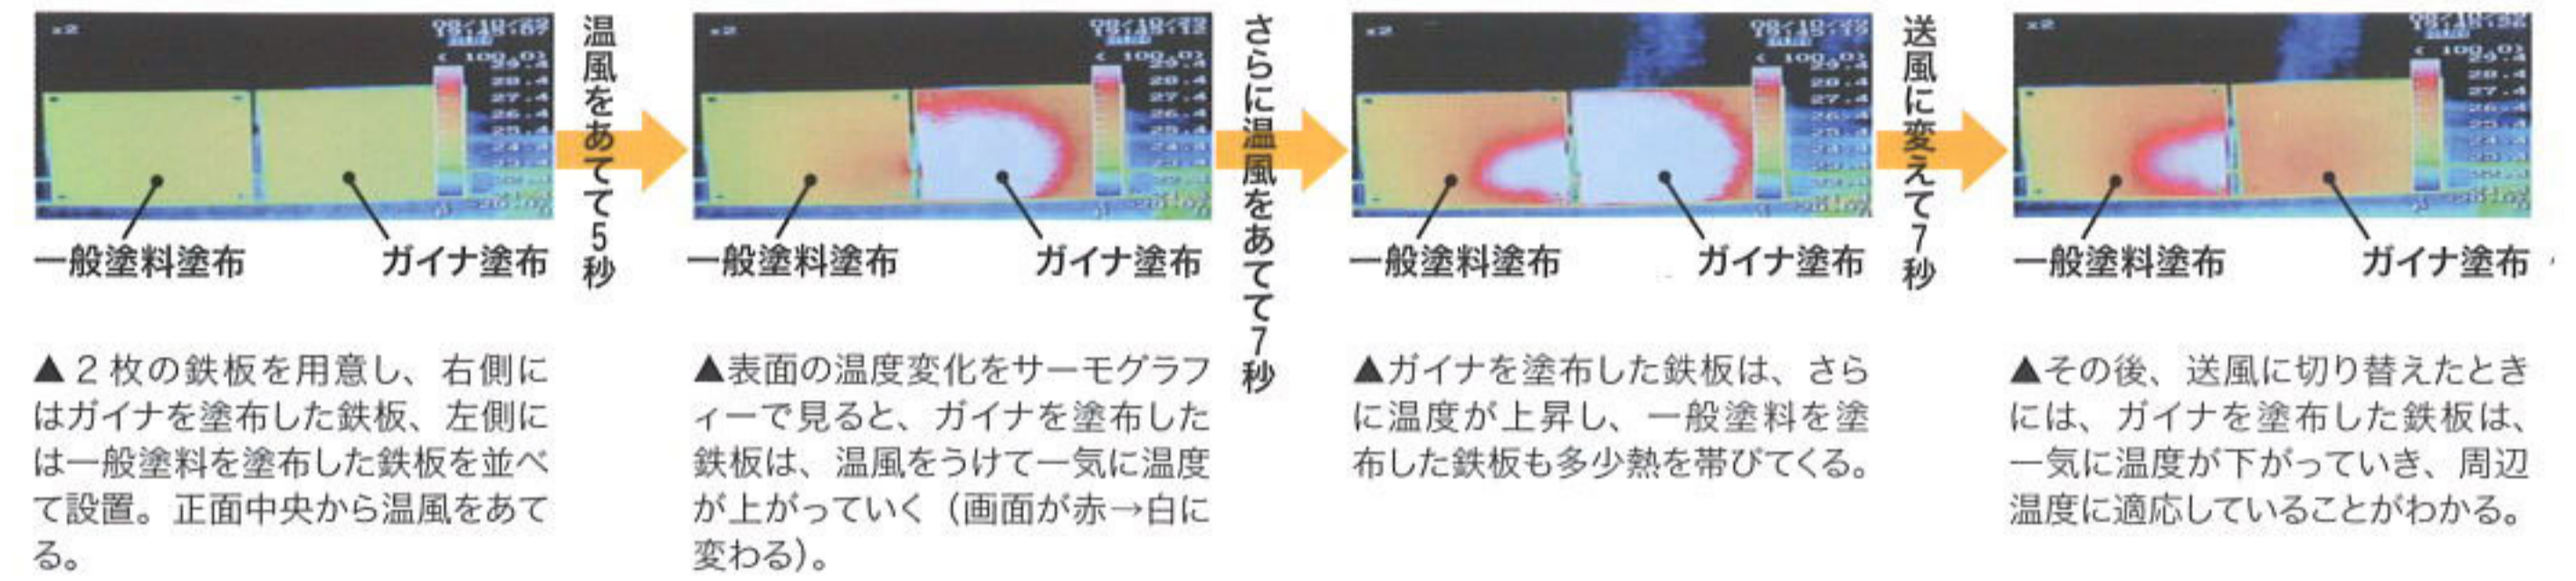 x2
一般塗料塗布
ガイナ塗布
▲2枚の鉄板を用意し、右側に
はガイナを塗布した鉄板、左側に
は一般塗料を塗布した鉄板を並べ
て設置。正面中央から温風をあて
る。
温風をあてて5秒
x2
一般塗料塗布
ガイナ塗布
▲表面の温度変化をサーモグラフ
ィーで見ると、ガイナを塗布した
鉄板は、温風をうけて一気に温度
が上がっていく（画面が赤→白に
変わる）。
さらに温風をあてて7秒
x2
一般塗料塗布
ガイナ塗布
▲ガイナを塗布した鉄板は、さら
に温度が上昇し、一般塗料を塗
布した鉄板も多少熱を帯びてくる。
送風に変えて7秒
x2
一般塗料塗布
ガイナ塗布
▲その後、送風に切り替えたとき
には、ガイナを塗布した鉄板は、
一気に温度が下がっていき、周辺
温度に適応していることがわかる。